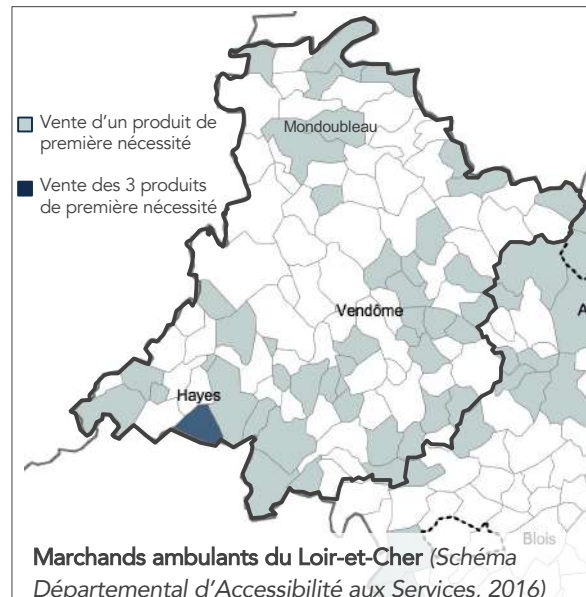 Vente d'un produit de
première nécessité
Vente des 3 produits
de première nécessité
Mondoubleau
Vendôme
A
Hayes
Blois
Marchands ambulants du Loir-et-Cher (Schéma
Départemental d'Accessibilité aux Services, 2016)